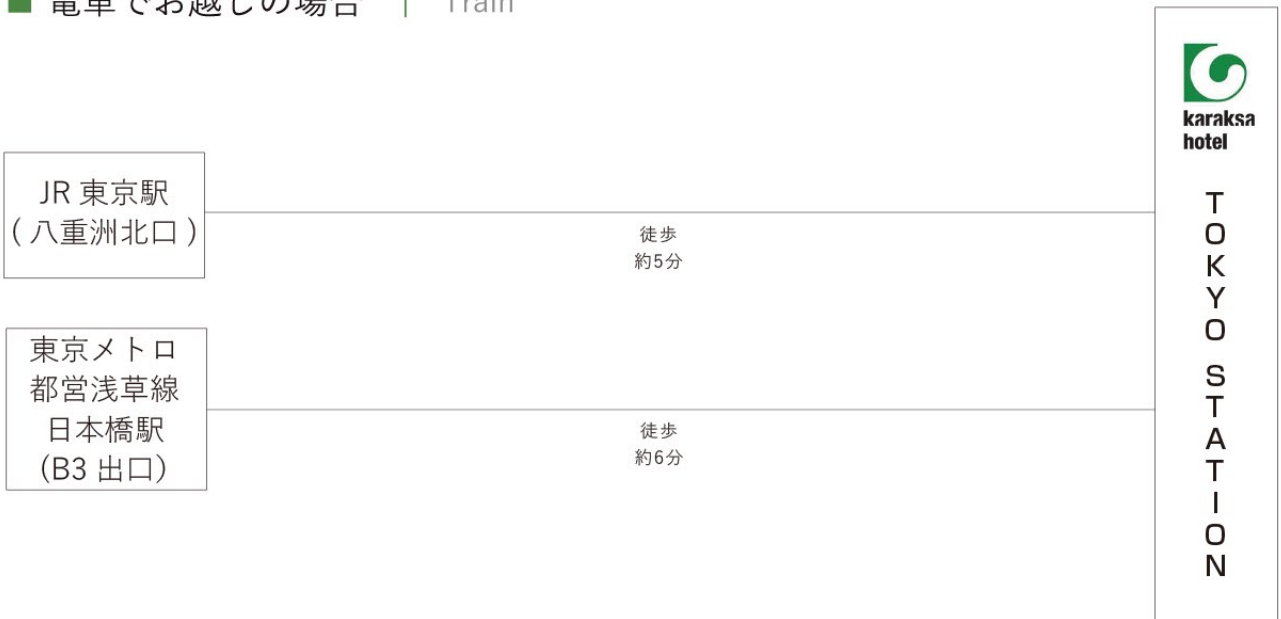 ■ 電車でお越しの場合 | Train
karaksa
hotel
TOKYO STATION
JR 東京駅
( 八重洲北口 )
徒歩
約5分
東京メトロ
都営浅草線
日本橋駅
(B3 出口)
徒歩
約6分